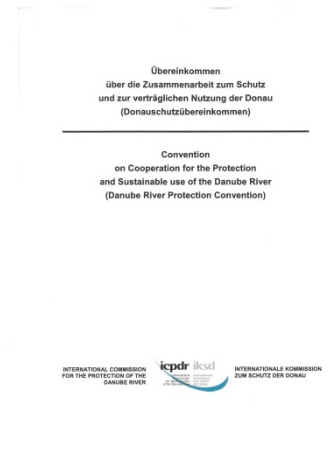 Übereinkommen
über die Zusammenarbeit zum Schutz
und zur verträglichen Nutzung der Donau
(Donauschutzübereinkommen)
Convention
on Cooperation for the Protection
and Sustainable use of the Danube River
(Danube River Protection Convention)
INTERNATIONAL COMMISSION
FOR THE PROTECTION OF THE
DANUBE RIVER
icpdr iksd
INTERNATIONALE KOMMISSION
ZUM SCHUTZ DER DONAU